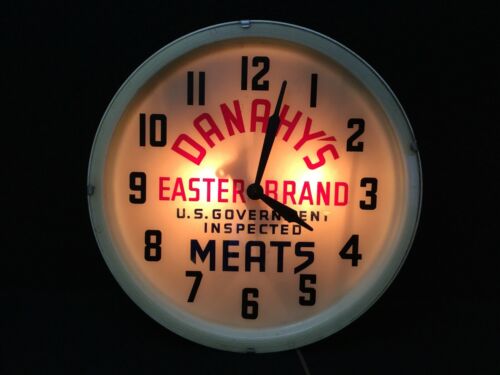 12
1
2
3
4
5
6
7
8
9
10
11
DANAHY'S
EASTER BRAND
U.S. GOVERNMENT
INSPECTED
MEATS